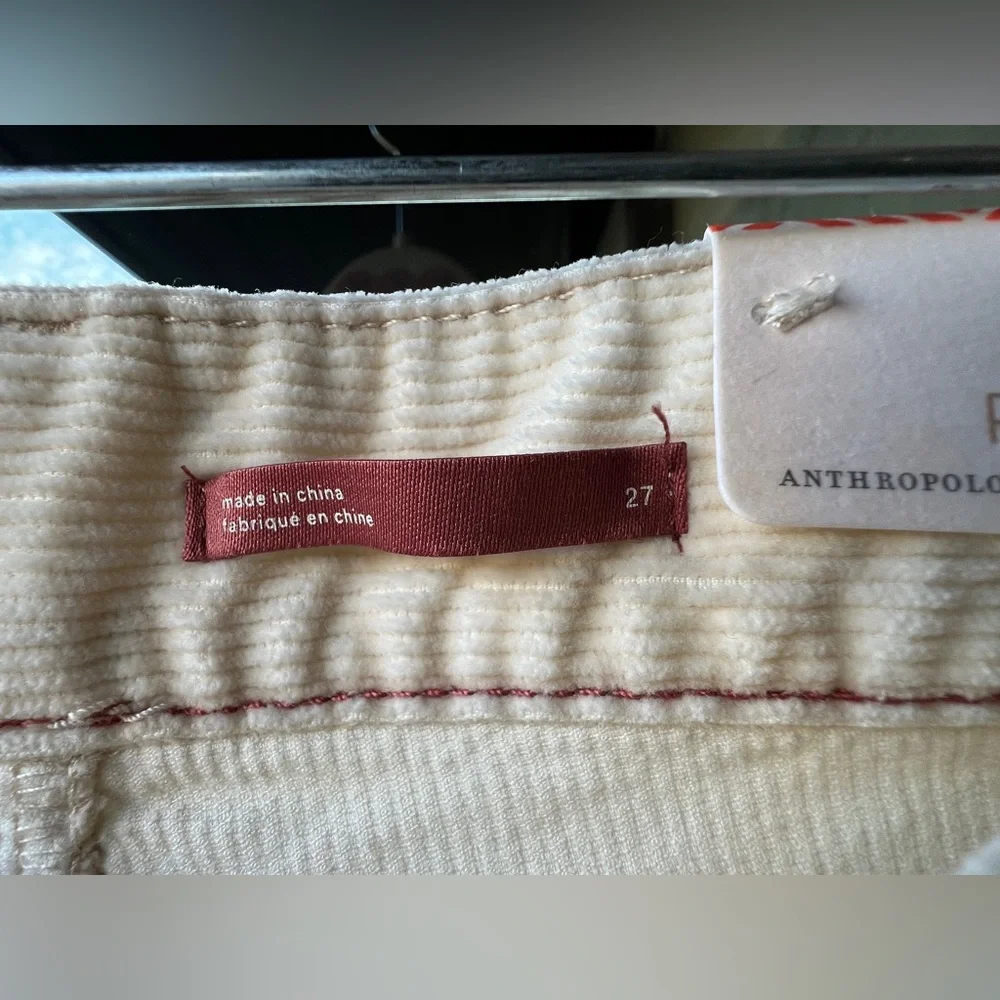 made in china
fabriqué en chine
27
ANTHROPOLO